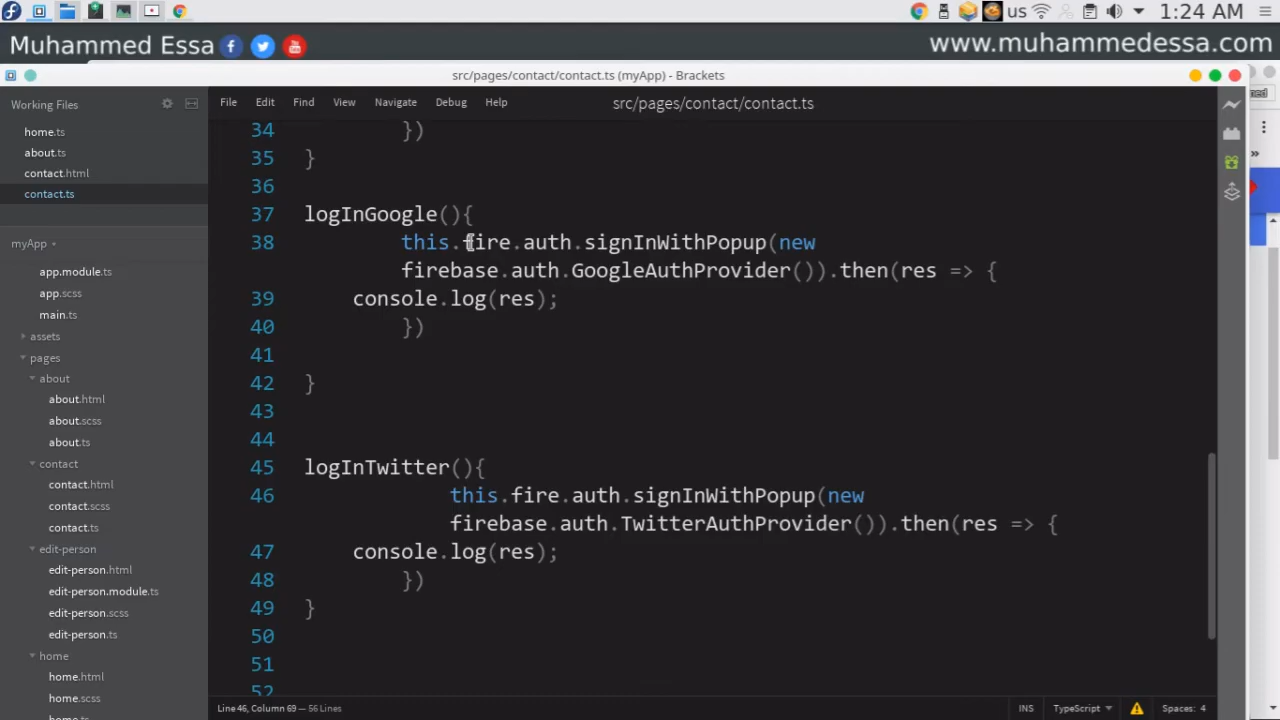 us
1:24 AM
Muhammed Essa
www.muhammedessa.com
src/pages/contact/contact.ts (myApp) - Brackets
Working Files
File Edit Find View Navigate Debug Help
src/pages/contact/contact.ts
home.ts
about.ts
contact.html
contact.ts
myApp
app.module.ts
app.scss
main.ts
assets
pages
about
about.html
about.scss
about.ts
contact
contact.html
contact.scss
contact.ts
edit-person
edit-person.html
edit-person.module.ts
edit-person.scss
edit-person.ts
home
home.html
home.scss
home.ts
34 })
35 }
36
37 logInGoogle(){
38 this.fire.auth.signInWithPopup(new
firebase.auth.GoogleAuthProvider()).then(res => {
39 console.log(res);
40 })
41
42 }
43
44
45 logInTwitter(){
46 this.fire.auth.signInWithPopup(new
firebase.auth.TwitterAuthProvider()).then(res => {
47 console.log(res);
48 })
49 }
50
51
52
Line 46, Column 69 — 56 Lines
INS
TypeScript
Spaces: 4